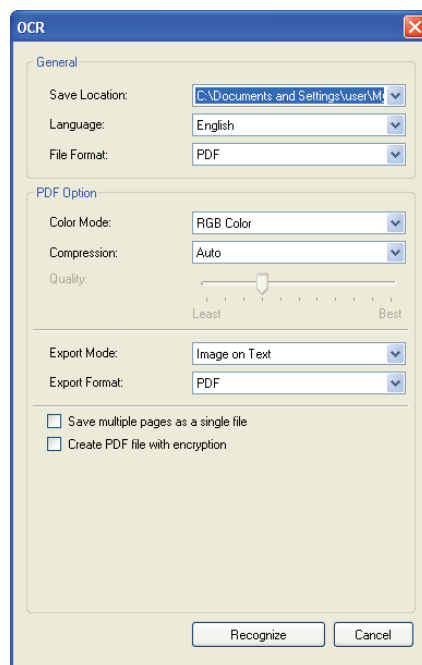 OCR
General
Save Location: C:\Documents and Settings\user\My
Language: English
File Format: PDF
PDF Option
Color Mode: RGB Color
Compression: Auto
Quality:
Least Best
Export Mode: Image on Text
Export Format: PDF
Save multiple pages as a single file
Create PDF file with encryption
Recognize Cancel